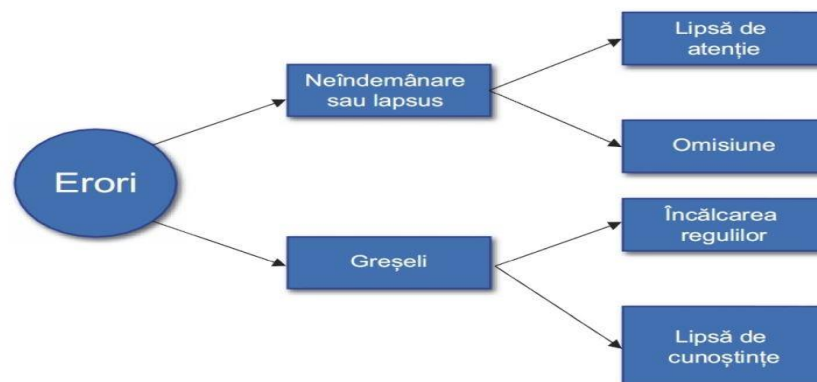 Erori
Neîndemânare
sau lapsus
Lipsă de
atenție
Omisiune
Greșeli
Încălcarea
regulilor
Lipsă de
cunoștințe